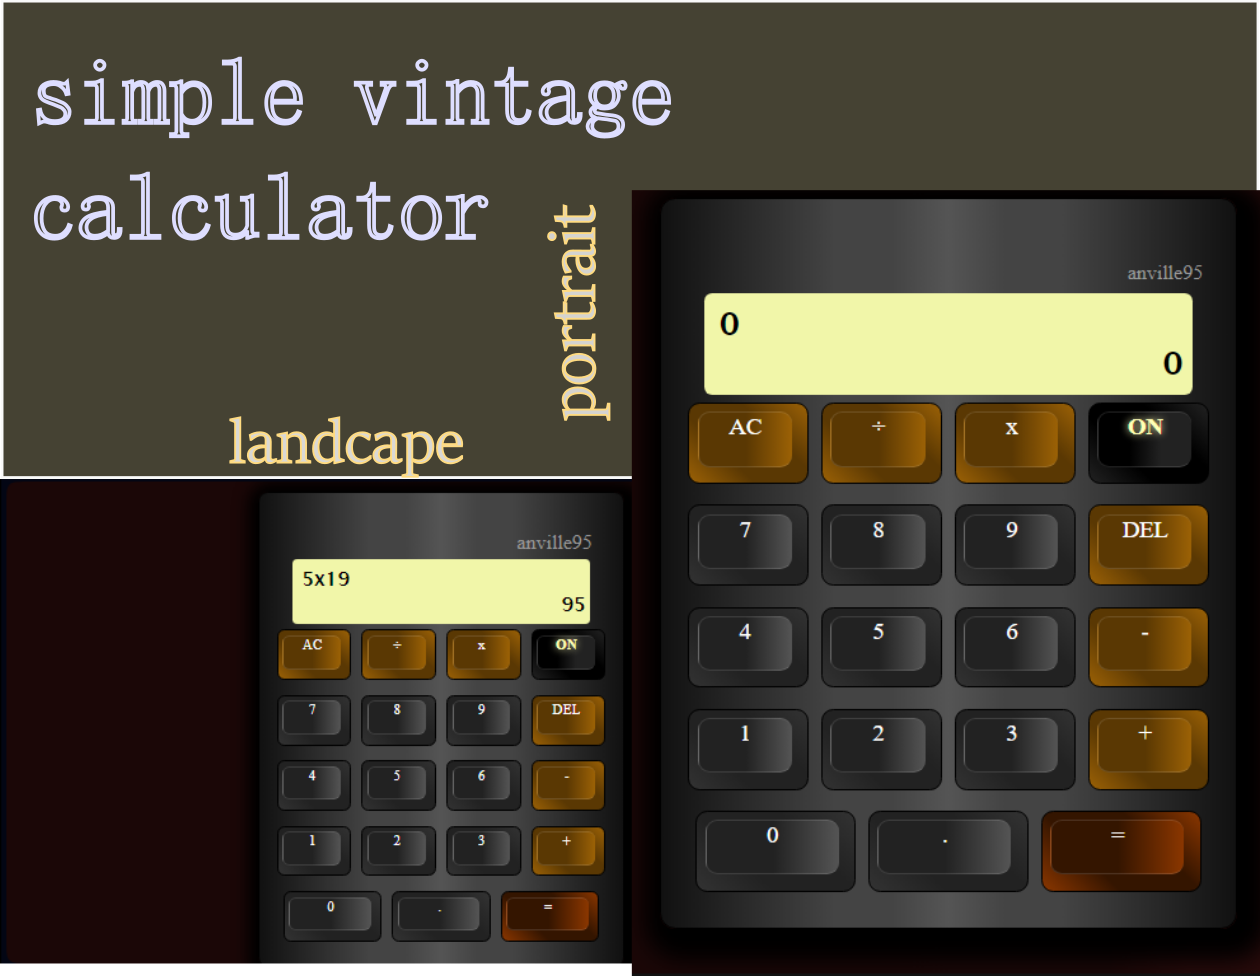 simple vintage
calculator
portrait
landcape
anville95
0
0
AC ÷ x ON
7 8 9 DEL
4 5 6 -
1 2 3 +
0 . =
anville95
5x19
95
AC ÷ x ON
7 8 9 DEL
4 5 6 -
1 2 3 +
0 . =